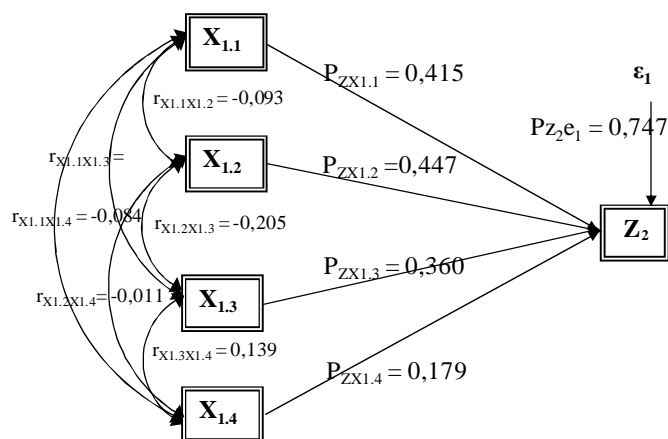 X1.1
PZX1.1 = 0,415
ε1
rX1.1X1.2 = -0,093
Pz2e1 = 0,747
rX1.1X1.3 =
X1.2
PZX1.2 = 0,447
rX1.1X1.4 = -0,084
rX1.2X1.3 = -0,205
Z2
PZX1.3 = 0,360
rX1.2X1.4 = -0,011
X1.3
rX1.3X1.4 = 0,139
PZX1.4 = 0,179
X1.4